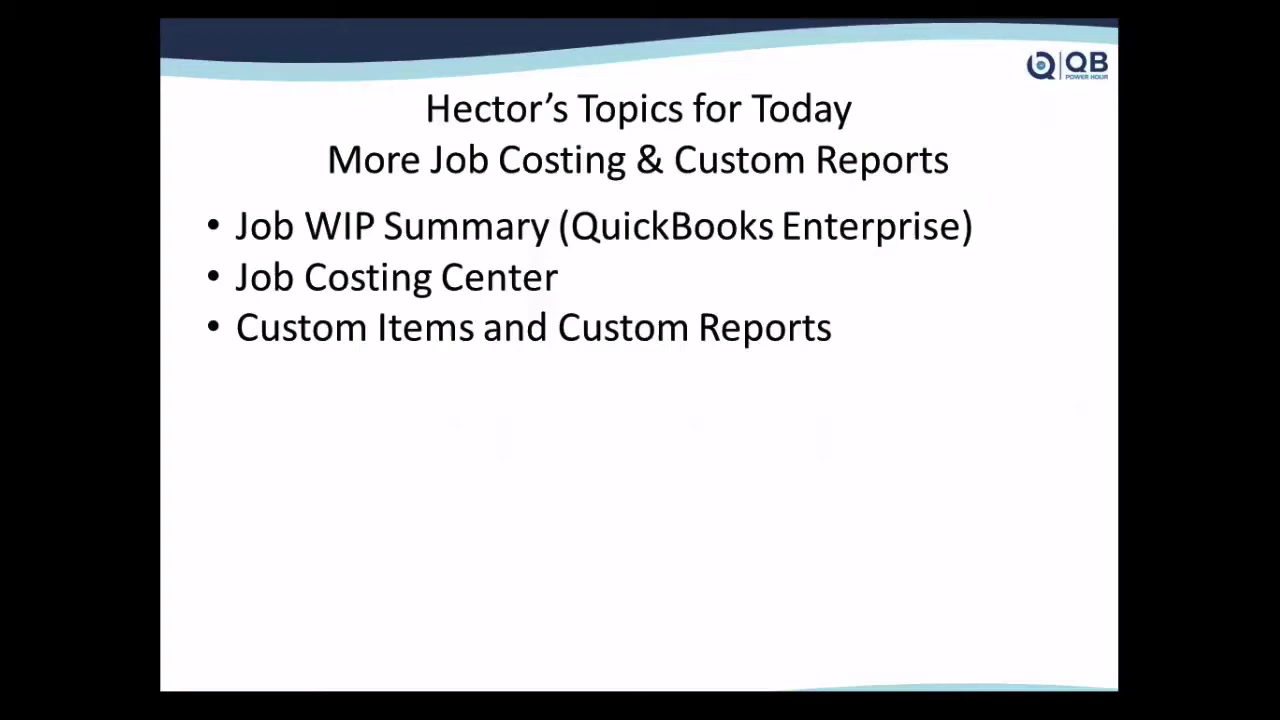 QB
POWER HOUR
Hector’s Topics for Today
More Job Costing & Custom Reports
• Job WIP Summary (QuickBooks Enterprise)
• Job Costing Center
• Custom Items and Custom Reports